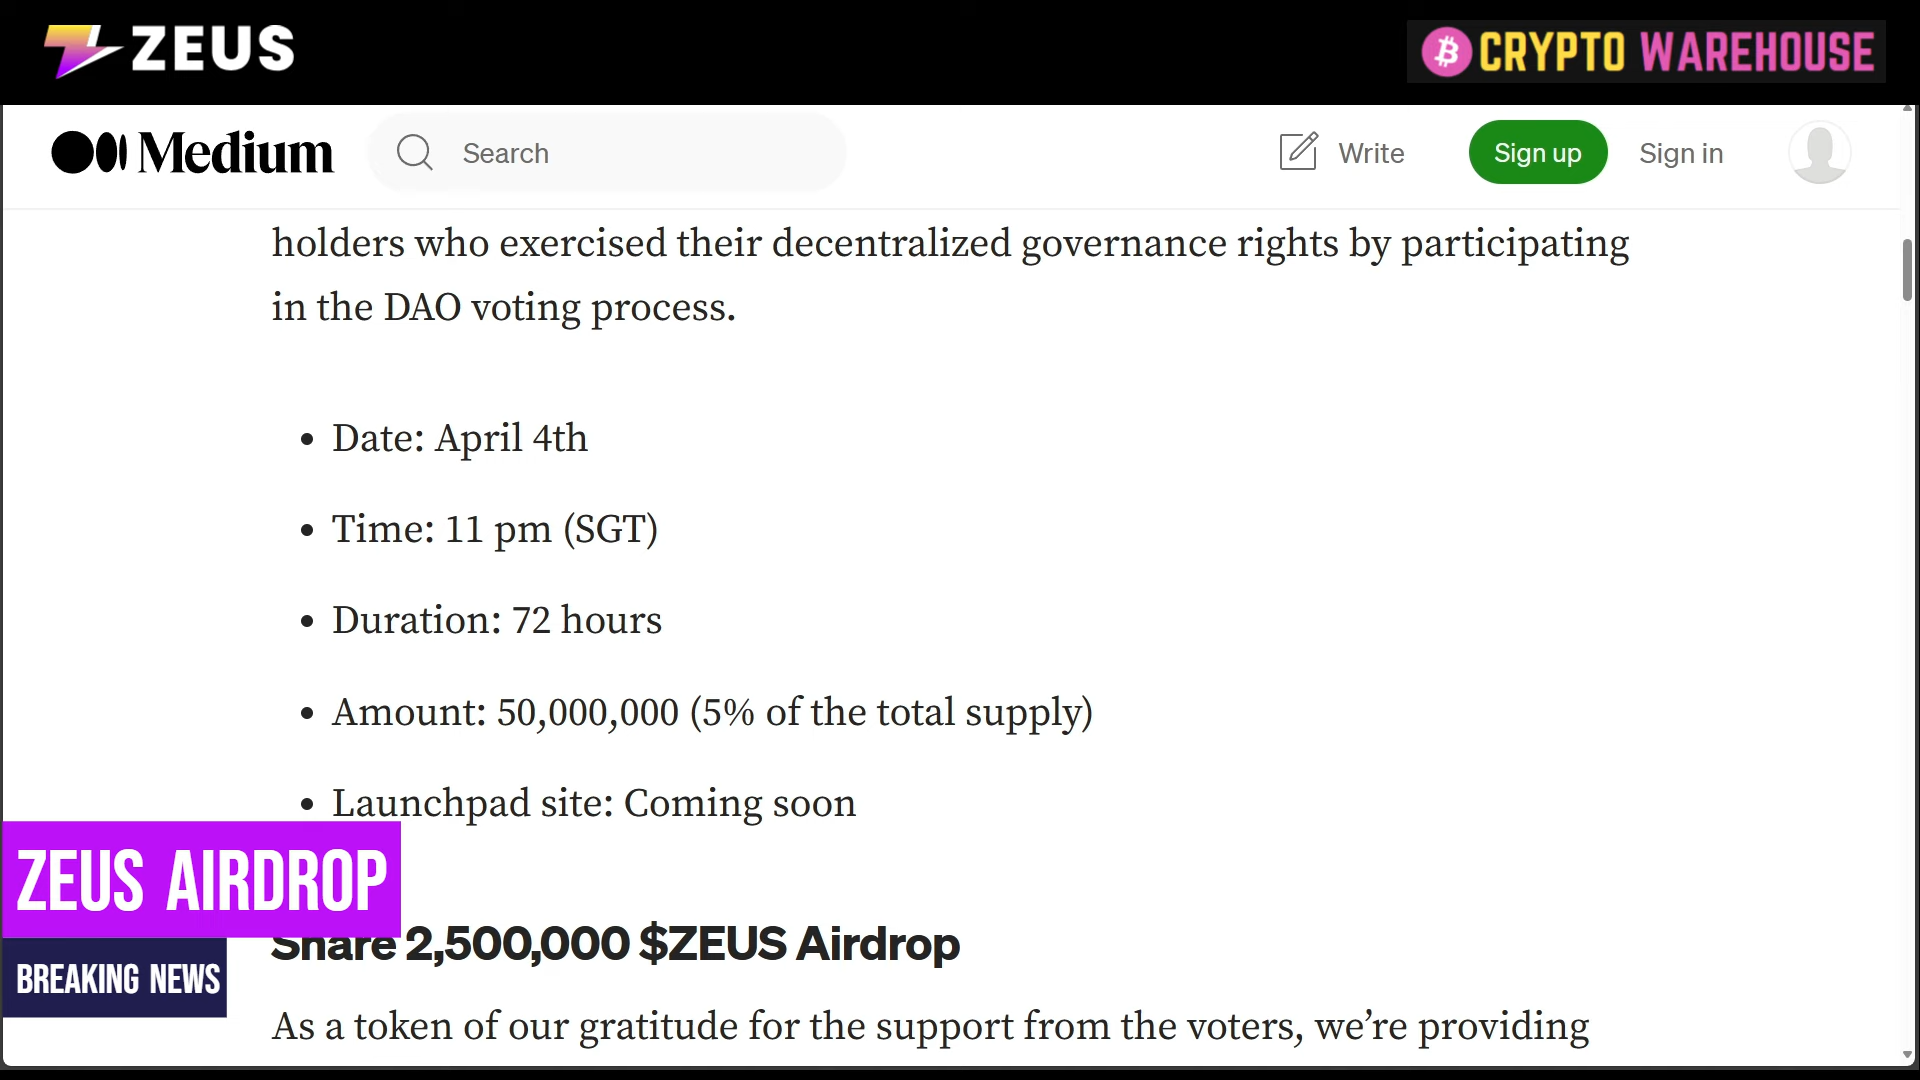 ZEUS
CRYPTO WAREHOUSE
Medium
Search
Write
Sign up
Sign in
holders who exercised their decentralized governance rights by participating
in the DAO voting process.
• Date: April 4th
• Time: 11 pm (SGT)
• Duration: 72 hours
• Amount: 50,000,000 (5% of the total supply)
• Launchpad site: Coming soon
ZEUS AIRDROP
Share 2,500,000 $ZEUS Airdrop
BREAKING NEWS
As a token of our gratitude for the support from the voters, we’re providing